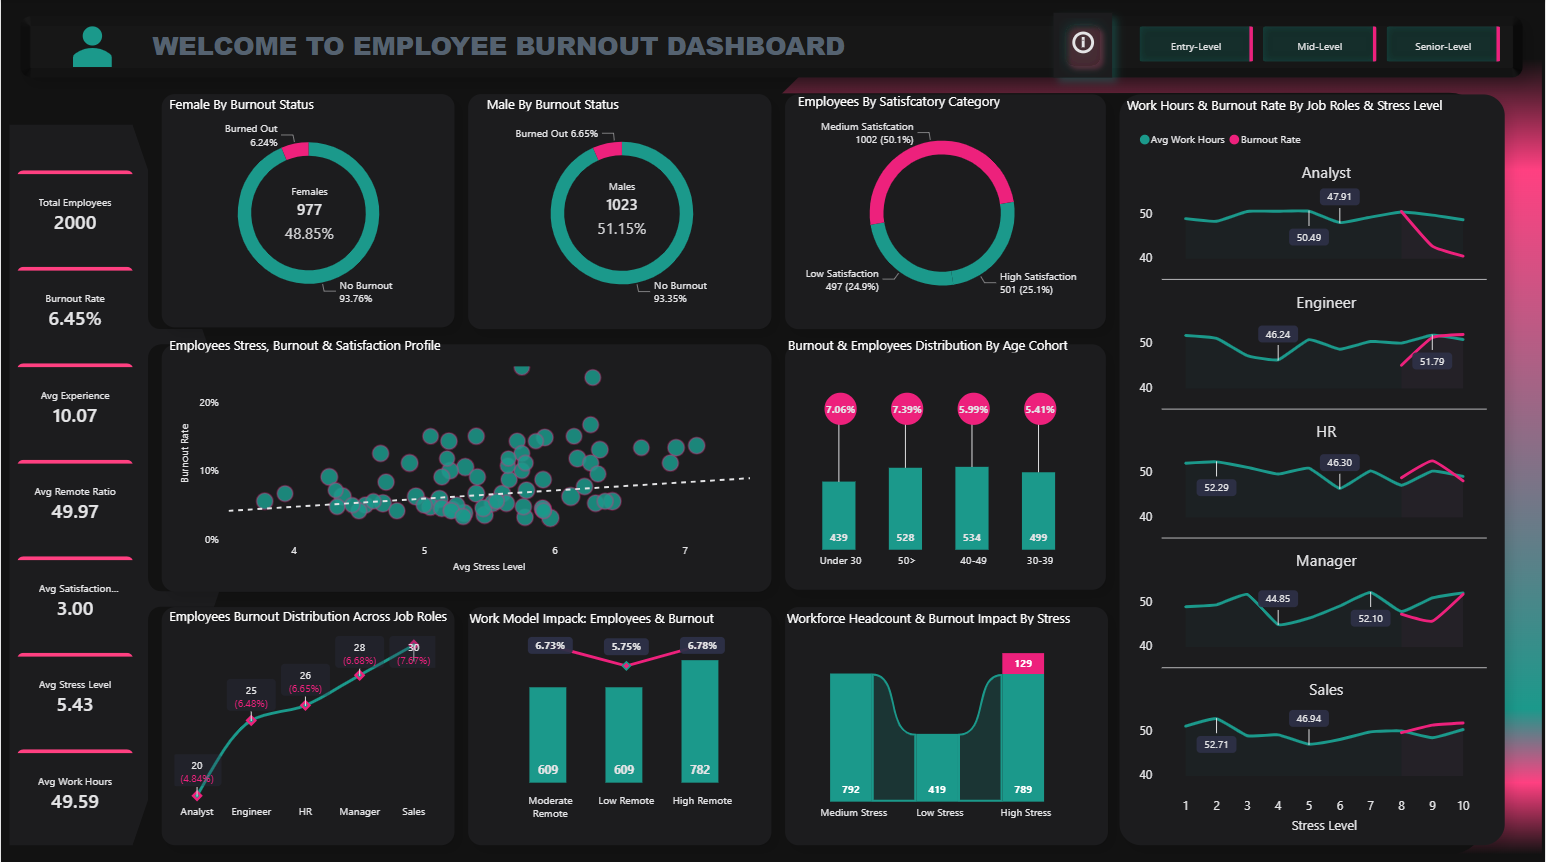 WELCOME TO EMPLOYEE BURNOUT DASHBOARD
Entry-Level
Mid-Level
Senior-Level
Total Employees
2000
Burnout Rate
6.45%
Avg Experience
10.07
Avg Remote Ratio
49.97
Avg Satisfaction...
3.00
Avg Stress Level
5.43
Avg Work Hours
49.59
Female By Burnout Status
Burned Out
6.24%
Females
977
48.85%
No Burnout
93.76%
Male By Burnout Status
Burned Out 6.65%
Males
1023
51.15%
No Burnout
93.35%
Employees By Satisfcatory Category
Medium Satisfcation
1002 (50.1%)
Low Satisfaction
497 (24.9%)
High Satisfaction
501 (25.1%)
Employees Stress, Burnout & Satisfaction Profile
Burnout Rate
20%
10%
0%
4 5 6 7
Avg Stress Level
Burnout & Employees Distribution By Age Cohort
7.06% 7.39% 5.99% 5.41%
439 528 534 499
Under 30 50> 40-49 30-39
Employees Burnout Distribution Across Job Roles
20
(4.84%)
25
(6.48%)
26
(6.65%)
28
(6.68%)
30
(7.67%)
Analyst Engineer HR Manager Sales
Work Model Impack: Employees & Burnout
6.73% 5.75% 6.78%
609 609 782
Moderate
Remote
Low Remote
High Remote
Workforce Headcount & Burnout Impact By Stress
129
792 419 789
Medium Stress Low Stress High Stress
Work Hours & Burnout Rate By Job Roles & Stress Level
Avg Work Hours Burnout Rate
Analyst
47.91
50
50.49
40
Engineer
46.24
50
51.79
40
HR
46.30
50
52.29
40
Manager
44.85
50
52.10
40
Sales
46.94
50
52.71
40
1 2 3 4 5 6 7 8 9 10
Stress Level